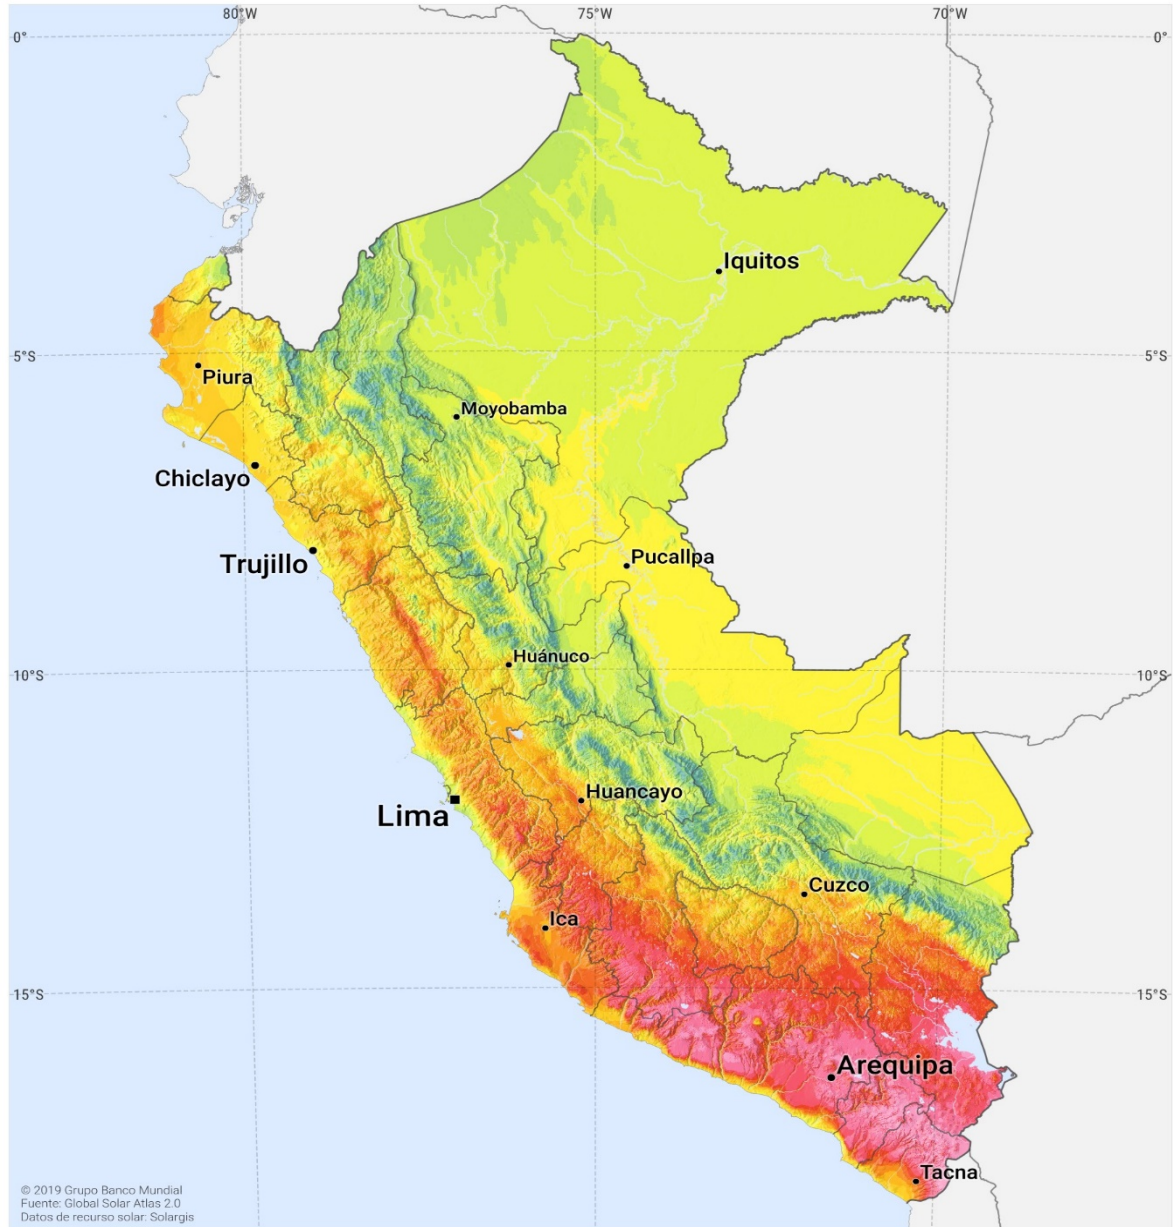 80°W
75°W
70°W
0°
0°
Iquitos
5°S
5°S
Piura
Moyobamba
Chiclayo
Trujillo
Pucallpa
Huánuco
10°S
10°S
Huancayo
Lima
Cuzco
Ica
15°S
15°S
Arequipa
Tacna
© 2019 Grupo Banco Mundial
Fuente: Global Solar Atlas 2.0
Datos de recurso solar: Solargis